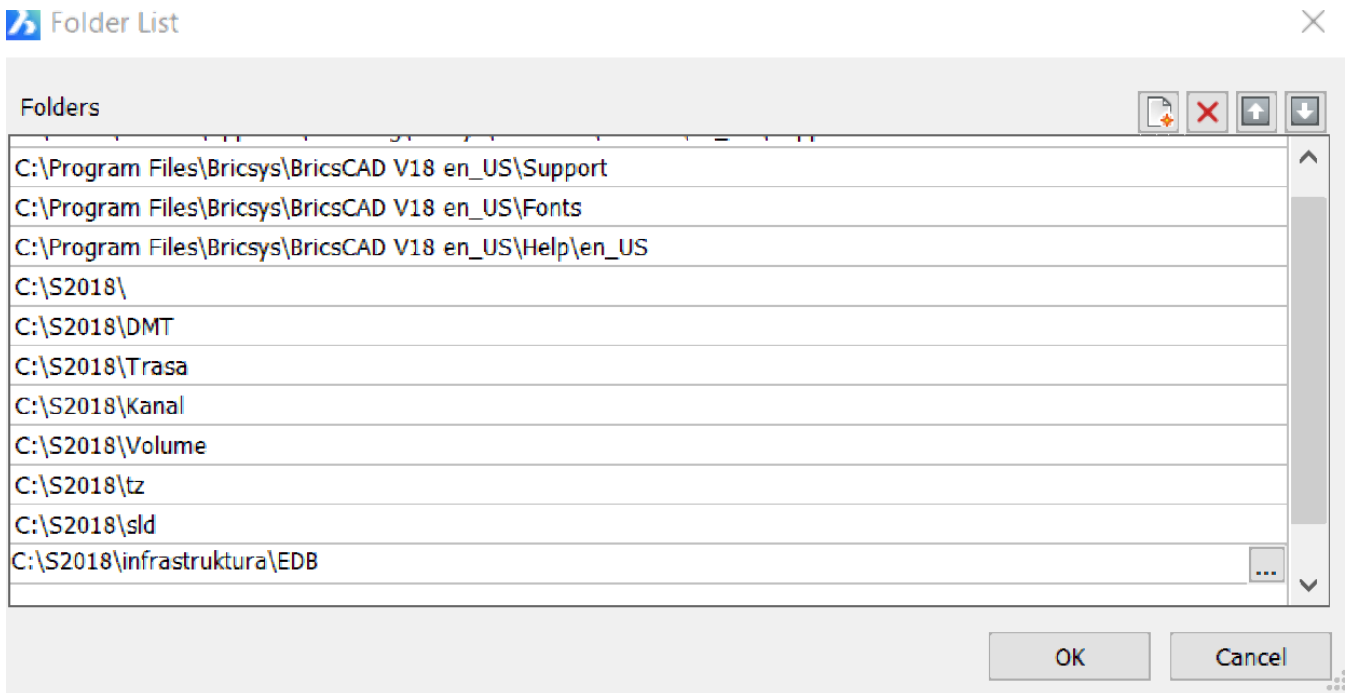 Folder List
Folders
C:\Program Files\Bricsys\BricsCAD V18 en_US\Support
C:\Program Files\Bricsys\BricsCAD V18 en_US\Fonts
C:\Program Files\Bricsys\BricsCAD V18 en_US\Help\en_US
C:\S2018\
C:\S2018\DMT
C:\S2018\Trasa
C:\S2018\Kanal
C:\S2018\Volume
C:\S2018\tz
C:\S2018\sld
C:\S2018\infrastruktura\EDB
...
OK Cancel